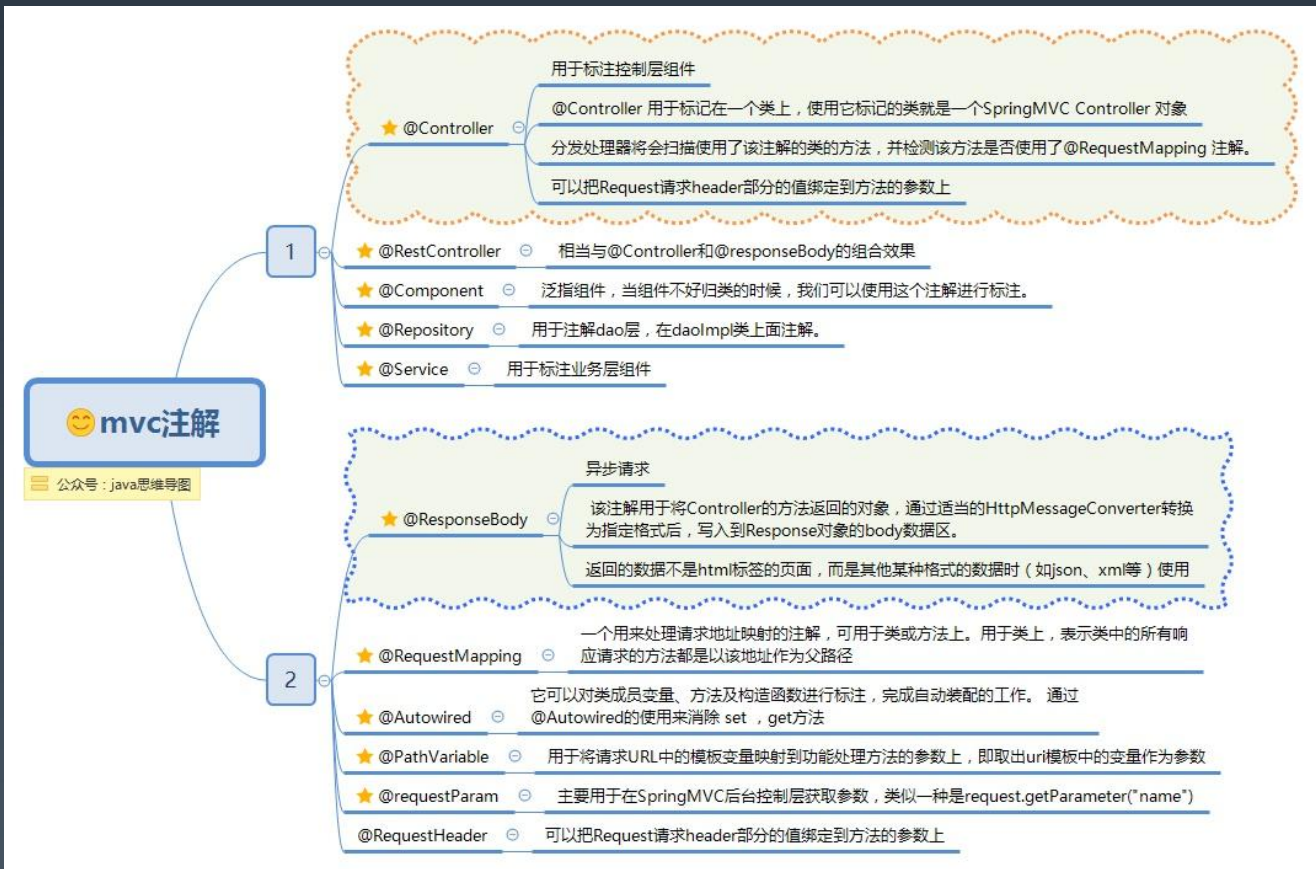 mvc注解
公众号：java思维导图
1
@Controller
用于标注控制层组件
@Controller 用于标记在一个类上，使用它标记的类就是一个SpringMVC Controller 对象
分发处理器将会扫描使用了该注解的类的方法，并检测该方法是否使用了@RequestMapping 注解。
可以把Request请求header部分的值绑定到方法的参数上
@RestController
相当与@Controller和@responseBody的组合效果
@Component
泛指组件，当组件不好归类的时候，我们可以使用这个注解进行标注。
@Repository
用于注解dao层，在daoImpl类上面注解。
@Service
用于标注业务层组件
2
@ResponseBody
异步请求
该注解用于将Controller的方法返回的对象，通过适当的HttpMessageConverter转换
为指定格式后，写入到Response对象的body数据区。
返回的数据不是html标签的页面，而是其他某种格式的数据时（如json、xml等）使用
@RequestMapping
一个用来处理请求地址映射的注解，可用于类或方法上。用于类上，表示类中的所有响
应请求的方法都是以该地址作为父路径
@Autowired
它可以对类成员变量、方法及构造函数进行标注，完成自动装配的工作。 通过
@Autowired的使用来消除 set ，get方法
@PathVariable
用于将请求URL中的模板变量映射到功能处理方法的参数上，即取出uri模板中的变量作为参数
@requestParam
主要用于在SpringMVC后台控制层获取参数，类似一种是request.getParameter("name")
@RequestHeader
可以把Request请求header部分的值绑定到方法的参数上